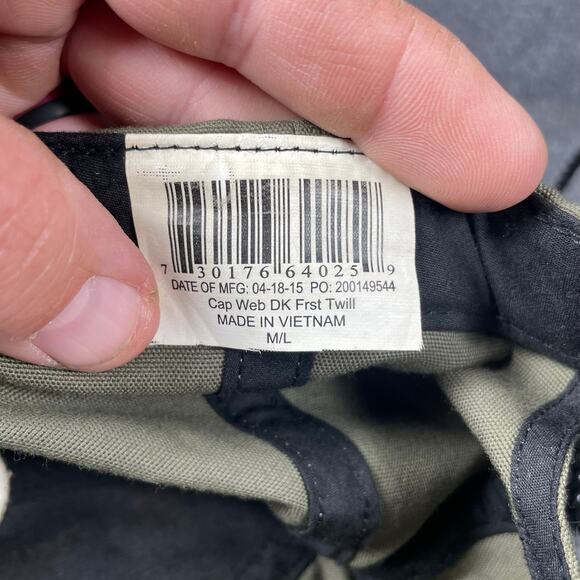 7 30176 64025 9
DATE OF MFG: 04-18-15 PO: 200149544
Cap Web DK Frst Twill
MADE IN VIETNAM
M/L